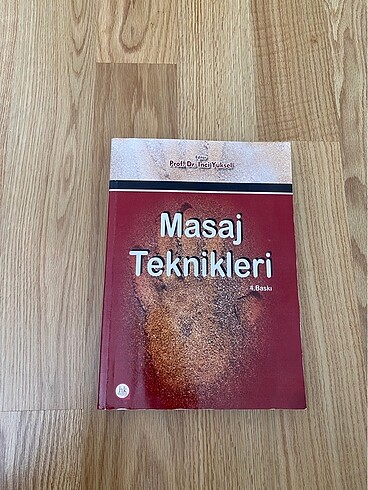 Prof. Dr. İnci Yüksel
Masaj
Teknikleri
4.Baskı